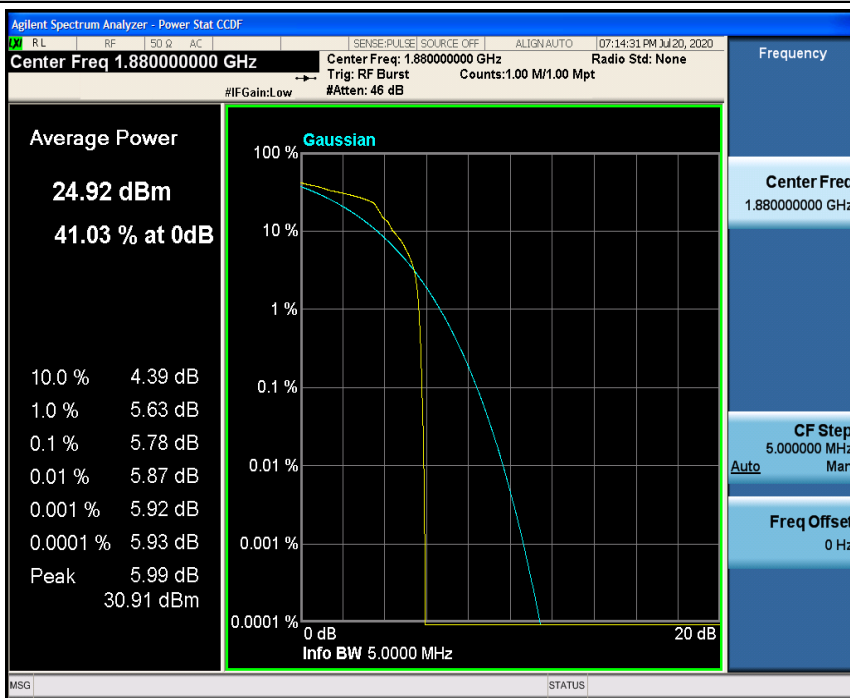 Agilent Spectrum Analyzer - Power Stat CCDF
LXI RL RF 50 Ω AC SENSE:PULSE SOURCE OFF ALIGN AUTO 07:14:31 PM Jul 20, 2020
Center Freq 1.880000000 GHz
Center Freq: 1.880000000 GHz Radio Std: None
Trig: RF Burst Counts:1.00 M/1.00 Mpt
#IFGain:Low #Atten: 46 dB
Frequency
Average Power
24.92 dBm
41.03 % at 0dB
10.0 % 4.39 dB
1.0 % 5.63 dB
0.1 % 5.78 dB
0.01 % 5.87 dB
0.001 % 5.92 dB
0.0001 % 5.93 dB
Peak 5.99 dB
30.91 dBm
Gaussian
100 %
10 %
1 %
0.1 %
0.01 %
0.001 %
0.0001 %
0 dB 20 dB
Info BW 5.0000 MHz
Center Freq
1.880000000 GHz
CF Step
5.000000 MHz
Auto Man
Freq Offset
0 Hz
MSG STATUS